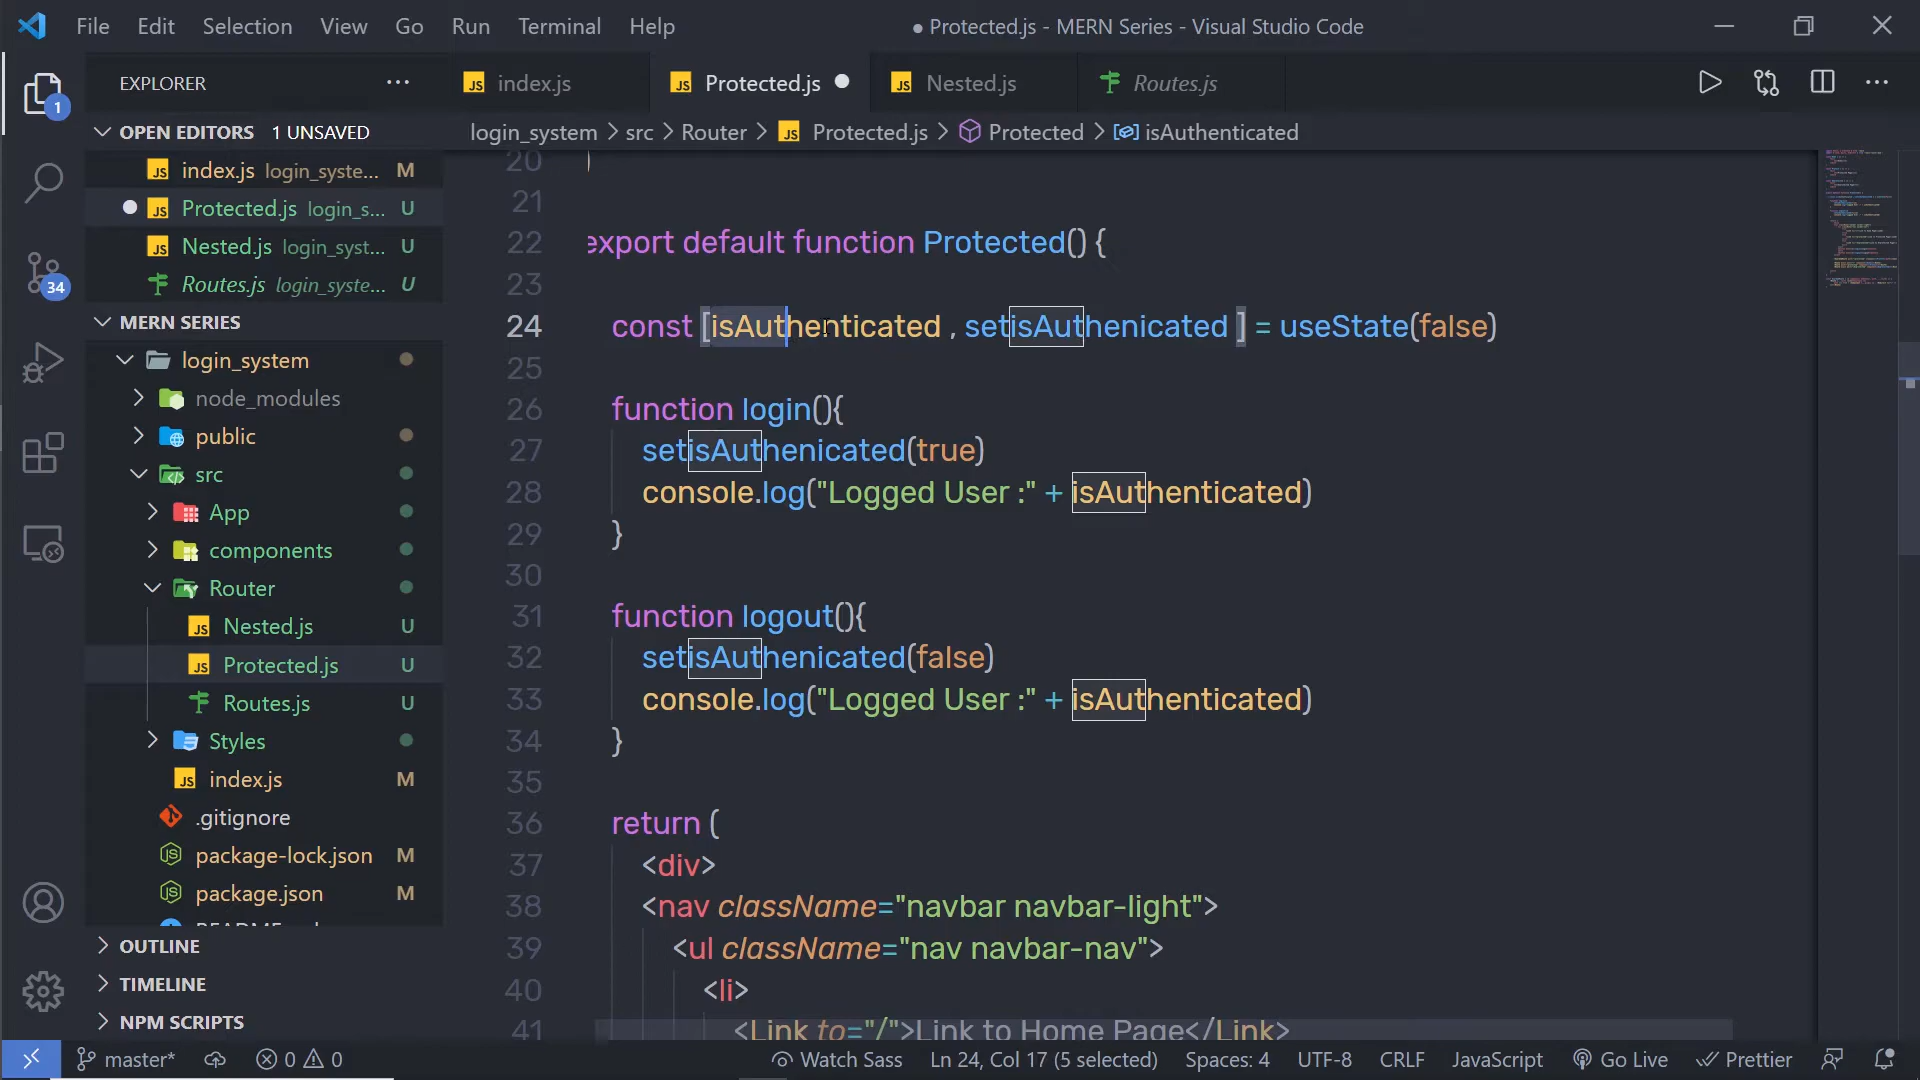 File Edit Selection View Go Run Terminal Help
● Protected.js - MERN Series - Visual Studio Code
EXPLORER
index.js
Protected.js
Nested.js
Routes.js
OPEN EDITORS 1 UNSAVED
login_system > src > Router > Protected.js > Protected > isAuthenticated
index.js login_syste... M
Protected.js login_s... U
Nested.js login_syst... U
Routes.js login_syste... U
MERN SERIES
login_system
node_modules
public
src
App
components
Router
Nested.js U
Protected.js U
Routes.js U
Styles
index.js M
.gitignore
package-lock.json M
package.json M
OUTLINE
TIMELINE
NPM SCRIPTS
20 }
21
22 export default function Protected() {
23
24 const [isAuthenticated , setisAuthenicated ] = useState(false)
25
26 function login(){
27 setisAuthenicated(true)
28 console.log("Logged User :" + isAuthenticated)
29 }
30
31 function logout(){
32 setisAuthenicated(false)
33 console.log("Logged User :" + isAuthenticated)
34 }
35
36 return (
37 <div>
38 <nav className="navbar navbar-light">
39 <ul className="nav navbar-nav">
40 <li>
41 <Link to="/">Link to Home Page</Link>
1
34
master* 0 0 Watch Sass Ln 24, Col 17 (5 selected) Spaces: 4 UTF-8 CRLF JavaScript Go Live Prettier